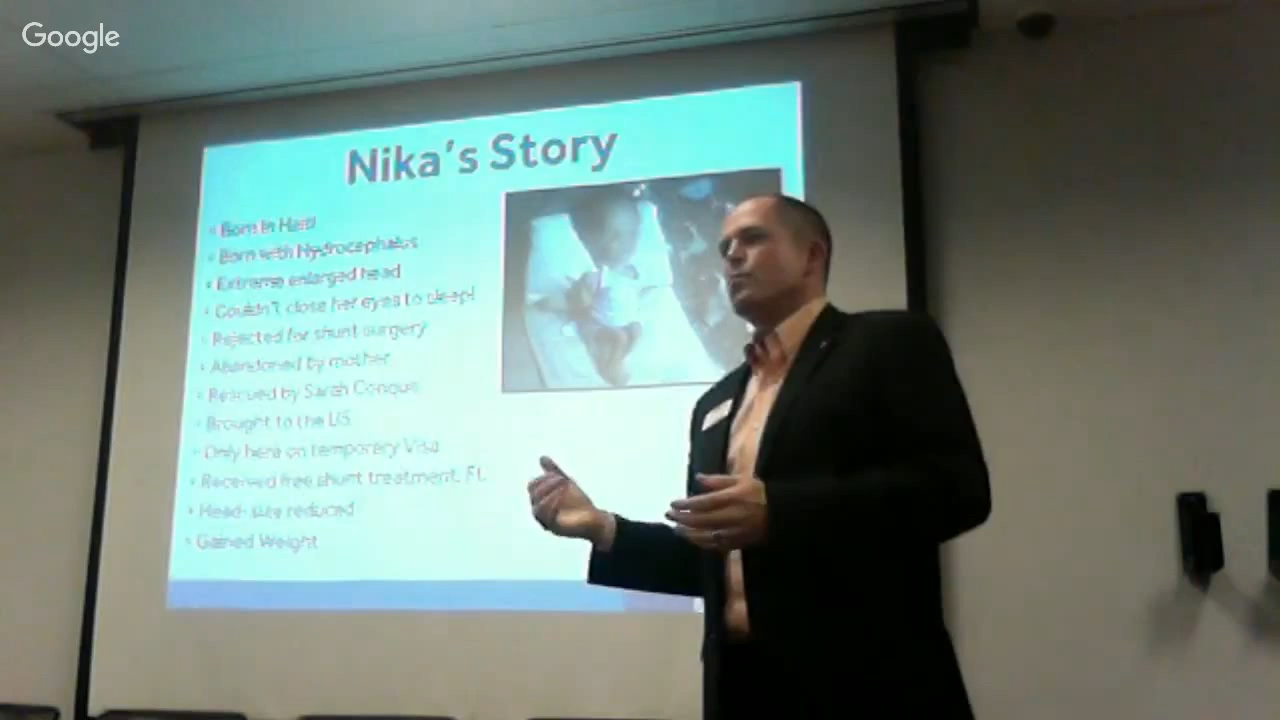 Google
Nika's Story
• Born in Haiti
• Born with Hydrocephalus
• Extreme enlarged head
• Couldn't close her eyes to sleep!
• Rejected for shunt surgery
• Abandoned by mother
• Rescued by Sarah
• Brought to the US
• Only here on temporary Visa
• Received free shunt treatment, FL
• Head- size reduced
• Gained Weight